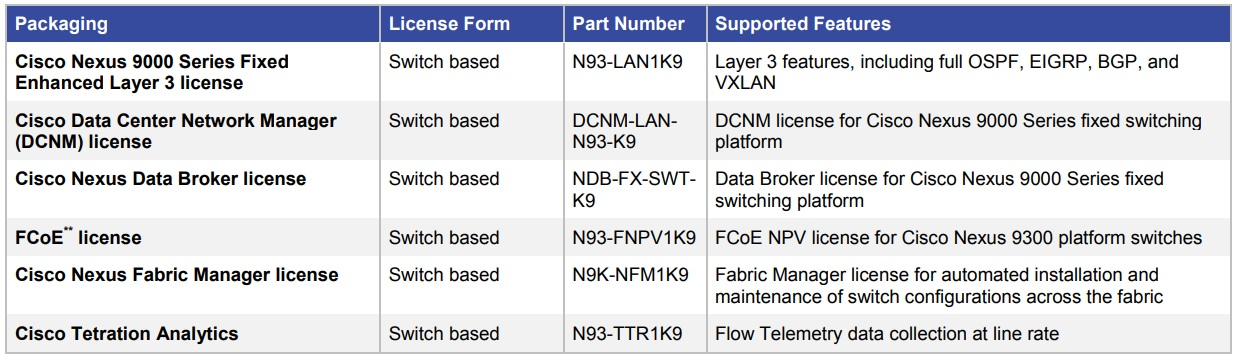 Packaging License Form Part Number Supported Features
Cisco Nexus 9000 Series Fixed Switch based N93-LAN1K9 Layer 3 features, including full OSPF, EIGRP, BGP, and
Enhanced Layer 3 license VXLAN
Cisco Data Center Network Manager Switch based DCNM-LAN- DCNM license for Cisco Nexus 9000 Series fixed switching
(DCNM) license N93-K9 platform
Cisco Nexus Data Broker license Switch based NDB-FX-SWT- Data Broker license for Cisco Nexus 9000 Series fixed
K9 switching platform
FCoE** license Switch based N93-FNPV1K9 FCoE NPV license for Cisco Nexus 9300 platform switches
Cisco Nexus Fabric Manager license Switch based N9K-NFM1K9 Fabric Manager license for automated installation and
maintenance of switch configurations across the fabric
Cisco Tetration Analytics Switch based N93-TTR1K9 Flow Telemetry data collection at line rate